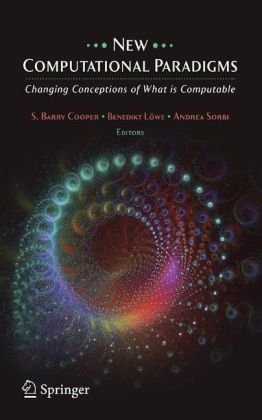 ••• NEW •••
COMPUTATIONAL PARADIGMS
Changing Conceptions of What is Computable
S. BARRY COOPER • BENEDIKT LÖWE • ANDREA SORBI
EDITORS
Springer